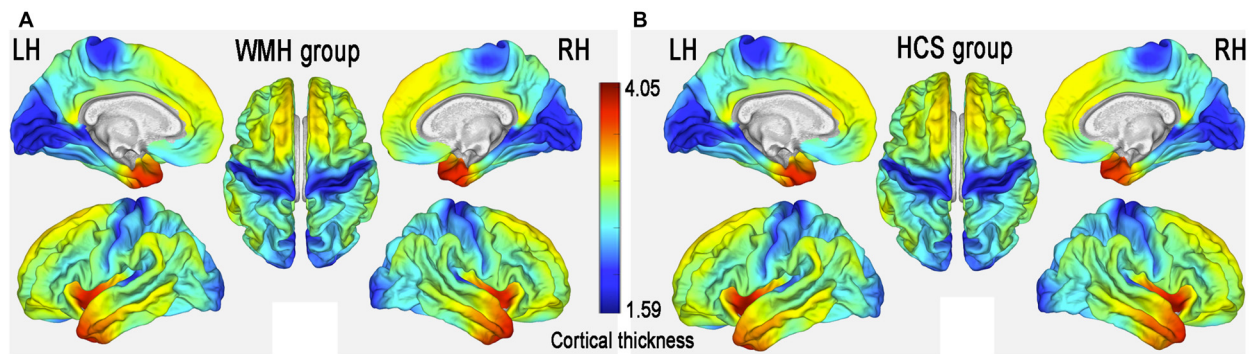 A
B
LH
WMH group
RH
LH
HCS group
RH
4.05
1.59
Cortical thickness